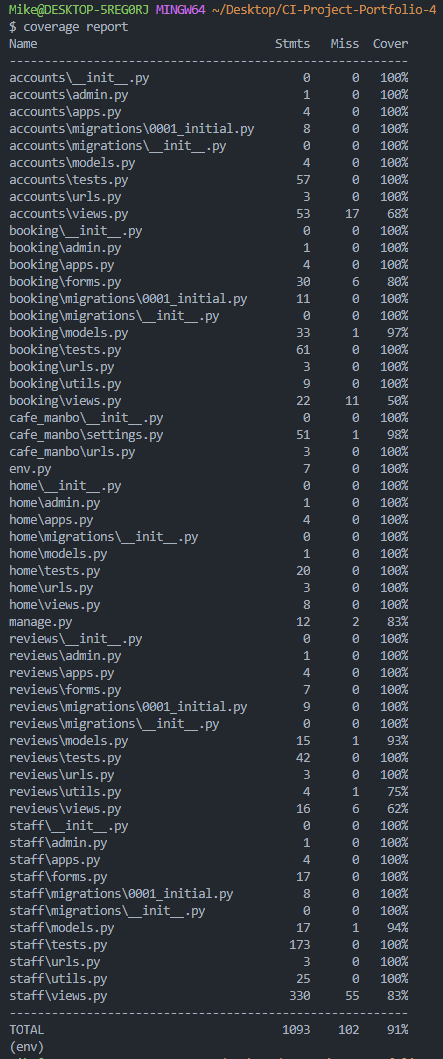 Mike@DESKTOP-5REG0RJ MINGW64 ~/Desktop/CI-Project-Portfolio-4
$ coverage report
Name Stmts Miss Cover
---------------------------------------------------------
accounts\__init__.py 0 0 100%
accounts\admin.py 1 0 100%
accounts\apps.py 4 0 100%
accounts\migrations\0001_initial.py 8 0 100%
accounts\migrations\__init__.py 0 0 100%
accounts\models.py 4 0 100%
accounts\tests.py 57 0 100%
accounts\urls.py 3 0 100%
accounts\views.py 53 17 68%
booking\__init__.py 0 0 100%
booking\admin.py 1 0 100%
booking\apps.py 4 0 100%
booking\forms.py 30 6 80%
booking\migrations\0001_initial.py 11 0 100%
booking\migrations\__init__.py 0 0 100%
booking\models.py 33 1 97%
booking\tests.py 61 0 100%
booking\urls.py 3 0 100%
booking\utils.py 9 0 100%
booking\views.py 22 11 50%
cafe_manbo\__init__.py 0 0 100%
cafe_manbo\settings.py 51 1 98%
cafe_manbo\urls.py 3 0 100%
env.py 7 0 100%
home\__init__.py 0 0 100%
home\admin.py 1 0 100%
home\apps.py 4 0 100%
home\migrations\__init__.py 0 0 100%
home\models.py 1 0 100%
home\tests.py 20 0 100%
home\urls.py 3 0 100%
home\views.py 8 0 100%
manage.py 12 2 83%
reviews\__init__.py 0 0 100%
reviews\admin.py 1 0 100%
reviews\apps.py 4 0 100%
reviews\forms.py 7 0 100%
reviews\migrations\0001_initial.py 9 0 100%
reviews\migrations\__init__.py 0 0 100%
reviews\models.py 15 1 93%
reviews\tests.py 42 0 100%
reviews\urls.py 3 0 100%
reviews\utils.py 4 1 75%
reviews\views.py 16 6 62%
staff\__init__.py 0 0 100%
staff\admin.py 1 0 100%
staff\apps.py 4 0 100%
staff\forms.py 17 0 100%
staff\migrations\0001_initial.py 8 0 100%
staff\migrations\__init__.py 0 0 100%
staff\models.py 17 1 94%
staff\tests.py 173 0 100%
staff\urls.py 3 0 100%
staff\utils.py 25 0 100%
staff\views.py 330 55 83%
---------------------------------------------------------
TOTAL 1093 102 91%
(env)